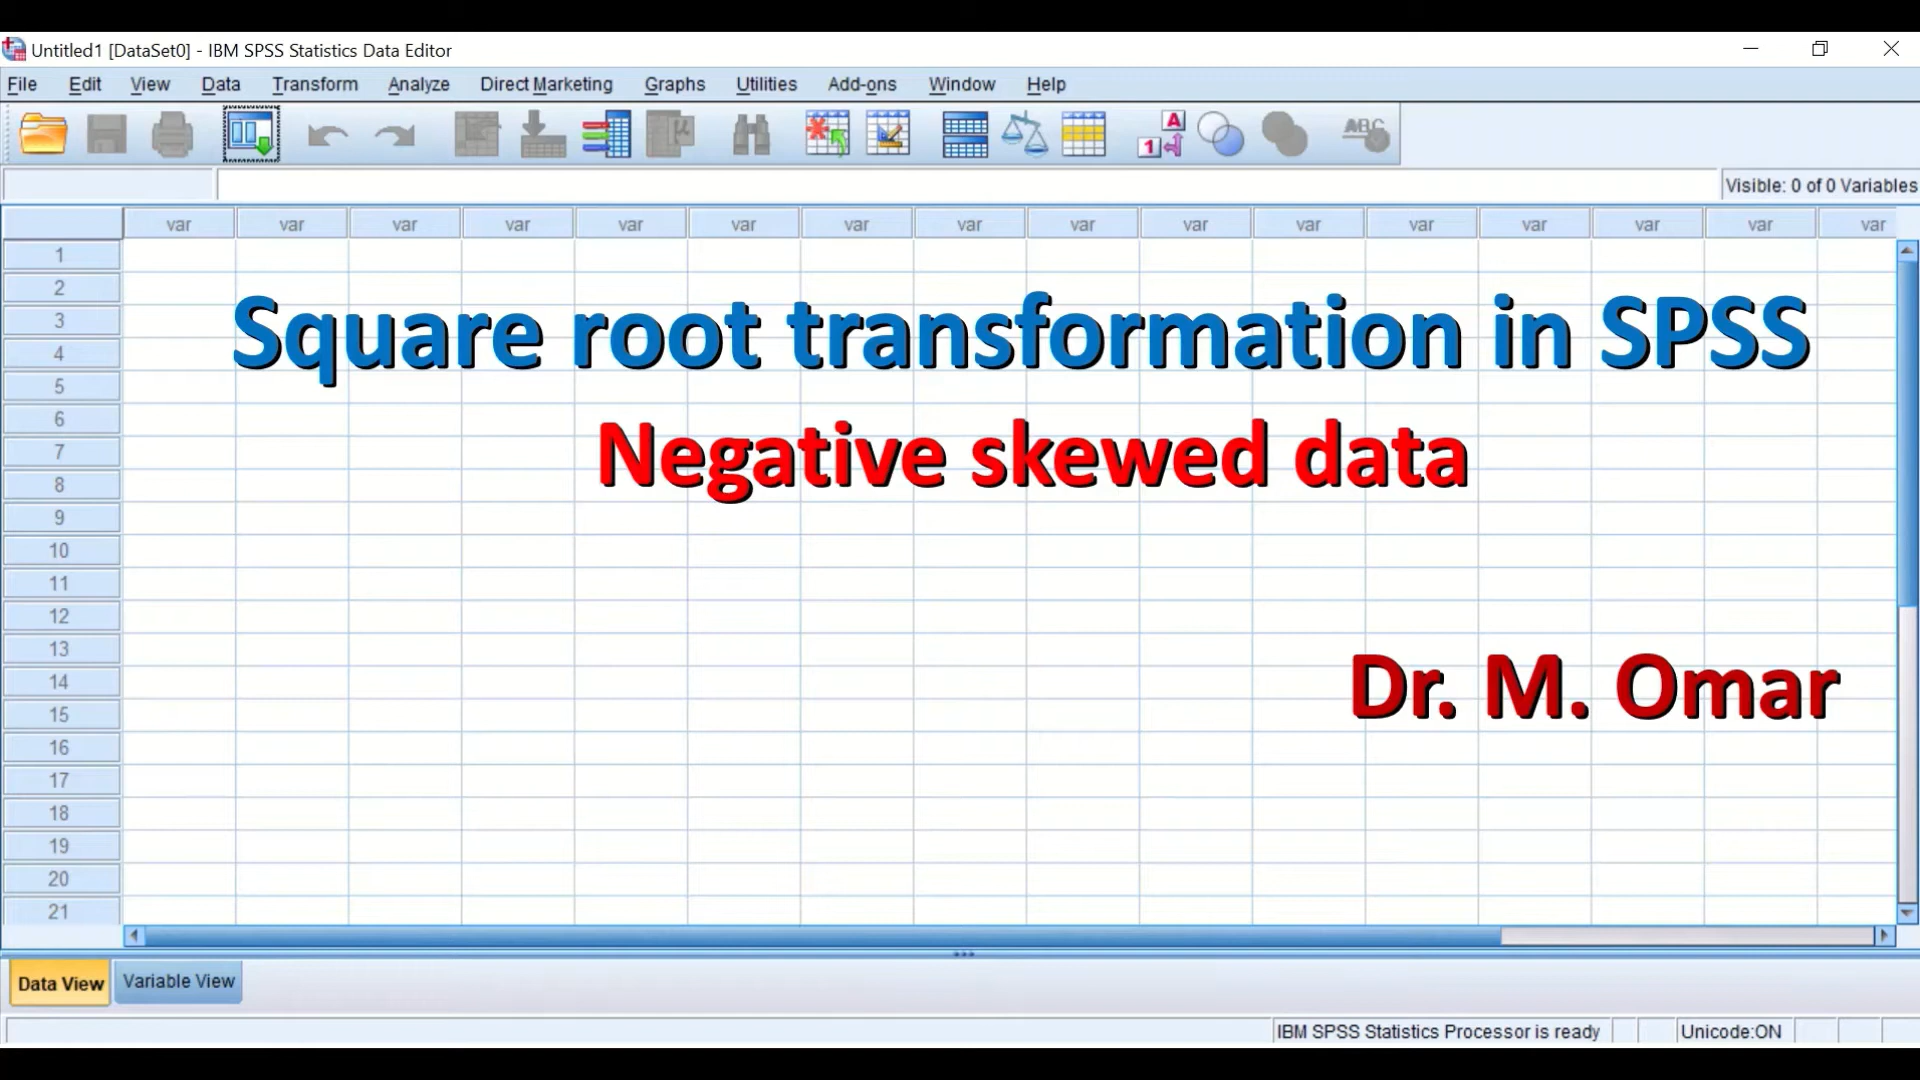 Untitled1 [DataSet0] - IBM SPSS Statistics Data Editor
File Edit View Data Transform Analyze Direct Marketing Graphs Utilities Add-ons Window Help
A
1
ABC
Visible: 0 of 0 Variables
var var var var var var var var var var var var var var var var
1
2
Square root transformation in SPSS
3
4
5
6
Negative skewed data
7
8
9
10
11
12
13
14
Dr. M. Omar
15
16
17
18
19
20
21
Data View Variable View
IBM SPSS Statistics Processor is ready Unicode:ON